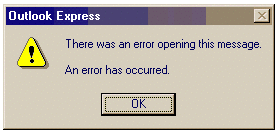 Outlook Express
There was an error opening this message.
An error has occurred.
OK